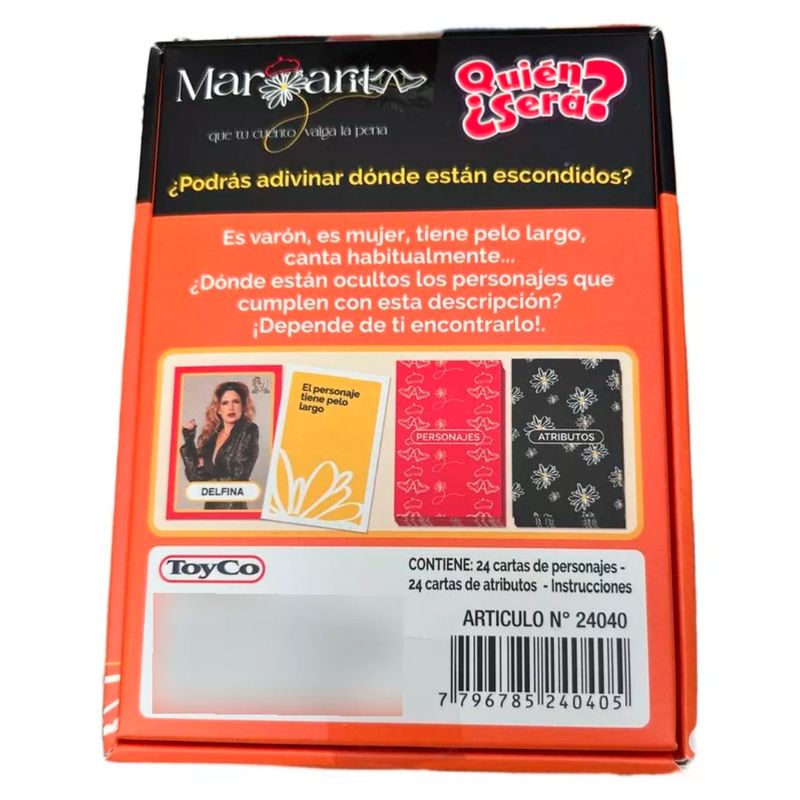 Margarita
que tu cuento valga la pena
Quién
¿Será?
¿Podrás adivinar dónde están escondidos?
Es varón, es mujer, tiene pelo largo,
canta habitualmente...
¿Dónde están ocultos los personajes que
cumplen con esta descripción?
¡Depende de ti encontrarlo!.
El personaje
tiene pelo
largo
DELFINA
PERSONAJES
ATRIBUTOS
ToyCo
CONTIENE: 24 cartas de personajes -
24 cartas de atributos - Instrucciones
ARTICULO N° 24040
7 796785 240405